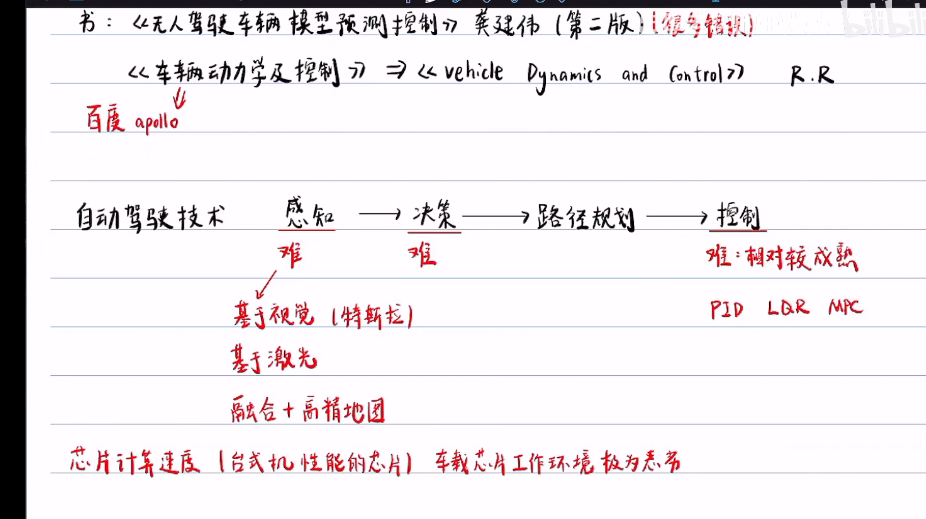 书：《无人驾驶车辆模型预测控制》 龚建伟（第二版）（很多错误）
bilibili
《车辆动力学及控制》 ⇒ 《vehicle Dynamics and Control》 R.R
百度 apollo
自动驾驶技术 感知 → 决策 → 路径规划 → 控制
难 难 难：相对较成熟
基于视觉（特斯拉） PID LQR MPC
基于激光
融合+高精地图
芯片计算速度（台式机性能的芯片） 车载芯片工作环境极为恶劣